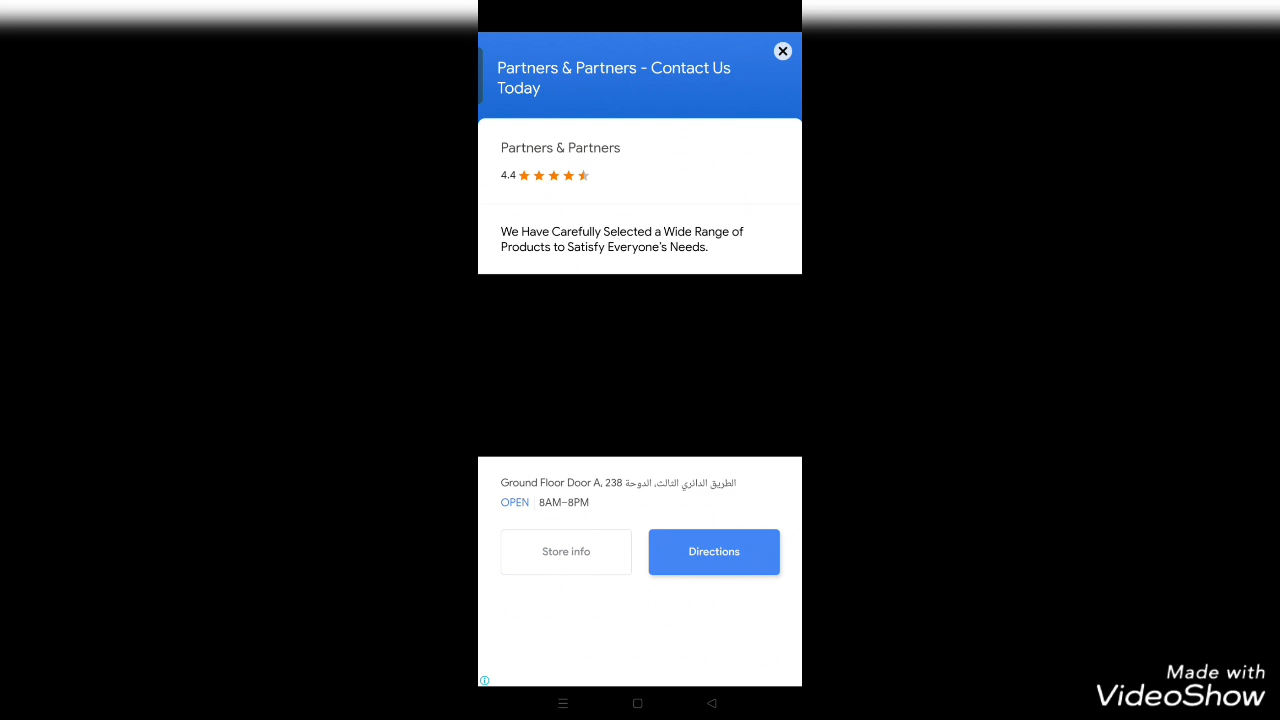 Partners & Partners - Contact Us
Today
Partners & Partners
4.4
We Have Carefully Selected a Wide Range of
Products to Satisfy Everyone's Needs.
Ground Floor Door A, 238 الطريق الدائري الثالث، الدوحة
OPEN 8AM–8PM
Store info
Directions
Made with
VideoShow